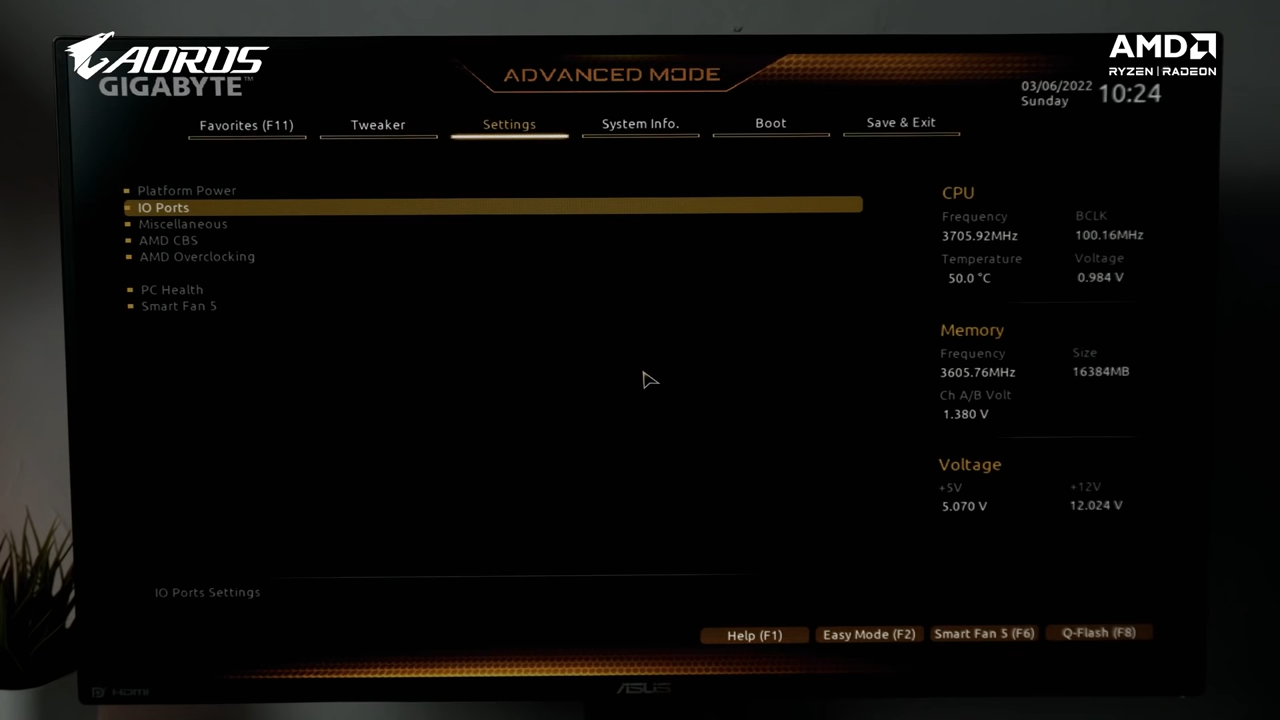 AORUS
GIGABYTE™
AMD
RYZEN | RADEON
ADVANCED MODE
03/06/2022
Sunday
10:24
Favorites (F11)
Tweaker
Settings
System Info.
Boot
Save & Exit
Platform Power
IO Ports
Miscellaneous
AMD CBS
AMD Overclocking
PC Health
Smart Fan 5
CPU
Frequency BCLK
3705.92MHz 100.16MHz
Temperature Voltage
50.0 °C 0.984 V
Memory
Frequency Size
3605.76MHz 16384MB
Ch A/B Volt
1.380 V
Voltage
+5V +12V
5.070 V 12.024 V
IO Ports Settings
Help (F1)
Easy Mode (F2)
Smart Fan 5 (F6)
Q-Flash (F8)
HDMI
ASUS